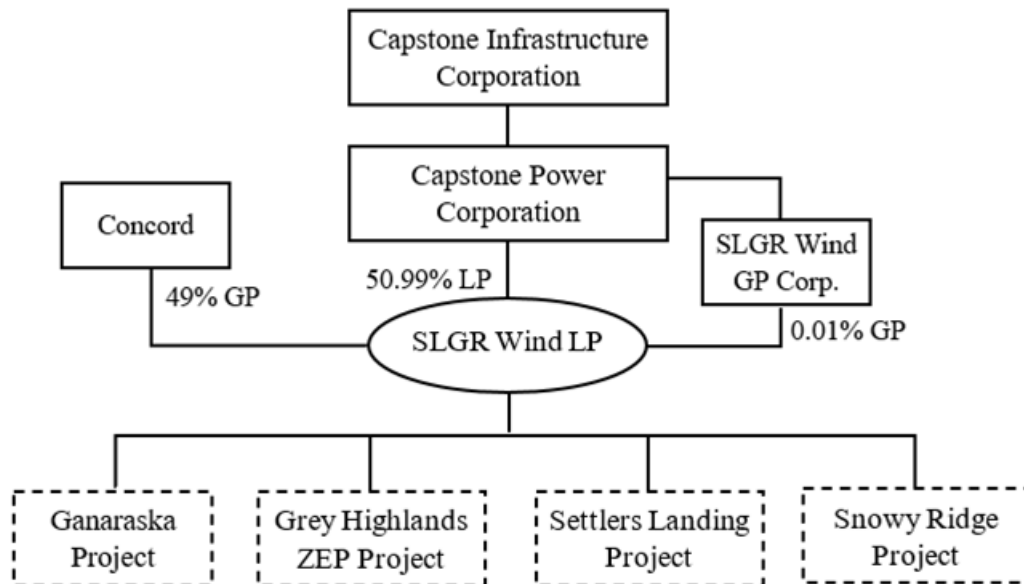 Capstone Infrastructure
Corporation
Capstone Power
Corporation
Concord
SLGR Wind
GP Corp.
49% GP
50.99% LP
0.01% GP
SLGR Wind LP
Ganaraska
Project
Grey Highlands
ZEP Project
Settlers Landing
Project
Snowy Ridge
Project